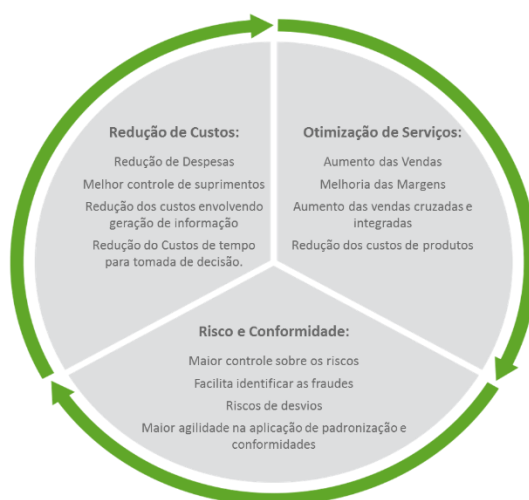 Redução de Custos:
Redução de Despesas
Melhor controle de suprimentos
Redução dos custos envolvendo
geração de informação
Redução do Custos de tempo
para tomada de decisão.
Otimização de Serviços:
Aumento das Vendas
Melhoria das Margens
Aumento das vendas cruzadas e
integradas
Redução dos custos de produtos
Risco e Conformidade:
Maior controle sobre os riscos
Facilita identificar as fraudes
Riscos de desvios
Maior agilidade na aplicação de padronização e
conformidades